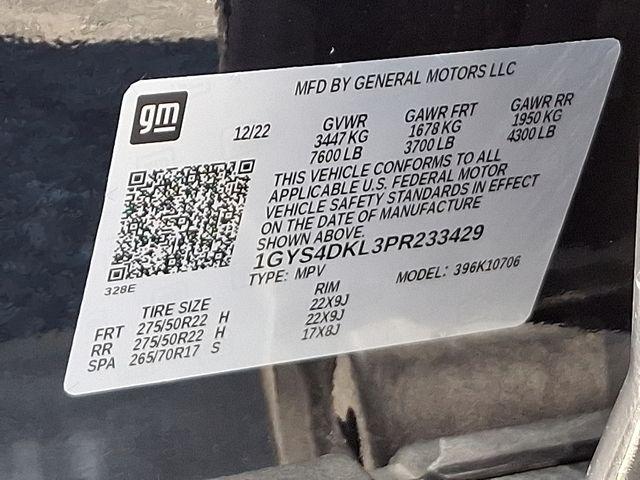 MFD BY GENERAL MOTORS LLC
gm
12/22 GVWR GAWR FRT GAWR RR
3447 KG 1678 KG 1950 KG
7600 LB 3700 LB 4300 LB
THIS VEHICLE CONFORMS TO ALL
APPLICABLE U.S. FEDERAL MOTOR
VEHICLE SAFETY STANDARDS IN EFFECT
ON THE DATE OF MANUFACTURE
SHOWN ABOVE.
1GYS4DKL3PR233429
TYPE: MPV MODEL: 396K10706
328E
TIRE SIZE RIM
FRT 275/50R22 H 22X9J
RR 275/50R22 H 22X9J
SPA 265/70R17 S 17X8J